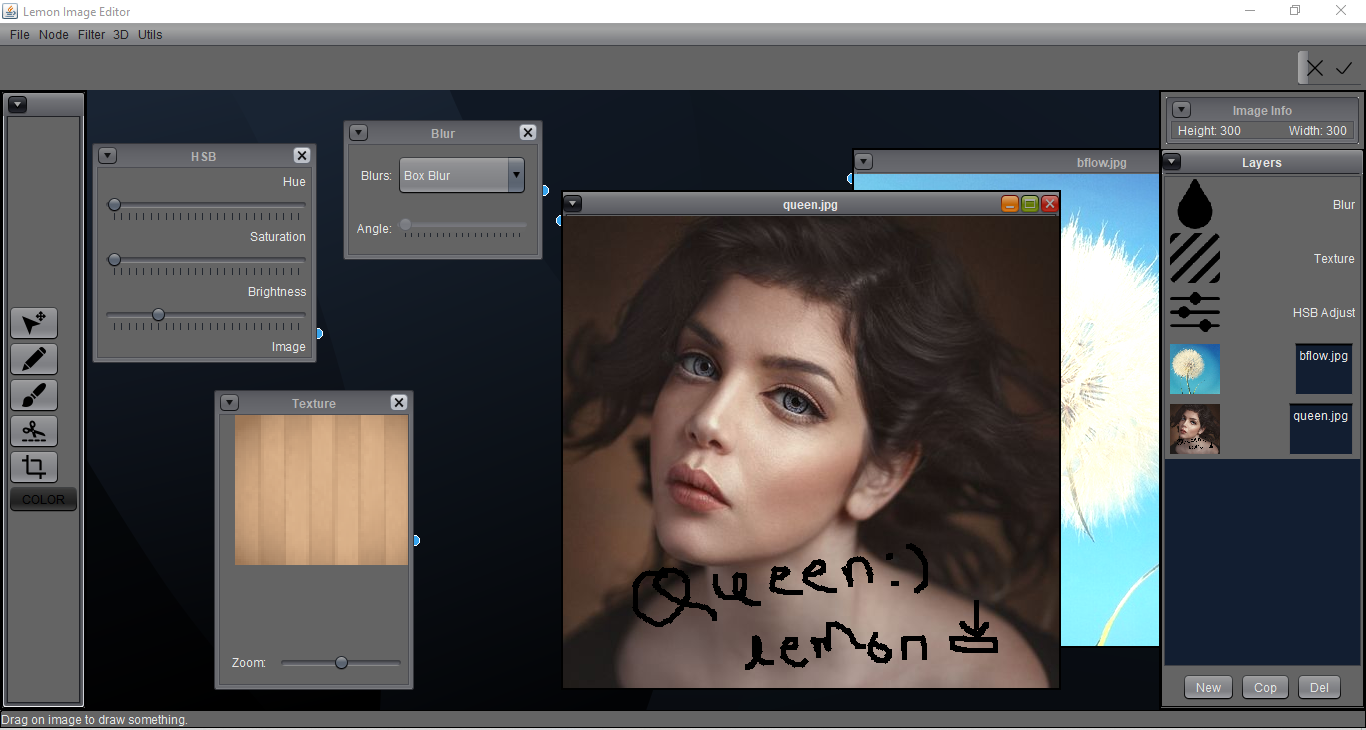 Lemon Image Editor
File Node Filter 3D Utils
Image Info
Height: 300 Width: 300
HSB
Hue
Saturation
Brightness
Image
Blur
Blurs: Box Blur
Angle:
bflow.jpg
queen.jpg
Queen:)
lemon
Texture
Zoom:
COLOR
Layers
Blur
Texture
HSB Adjust
bflow.jpg
queen.jpg
New Cop Del
Drag on image to draw something.